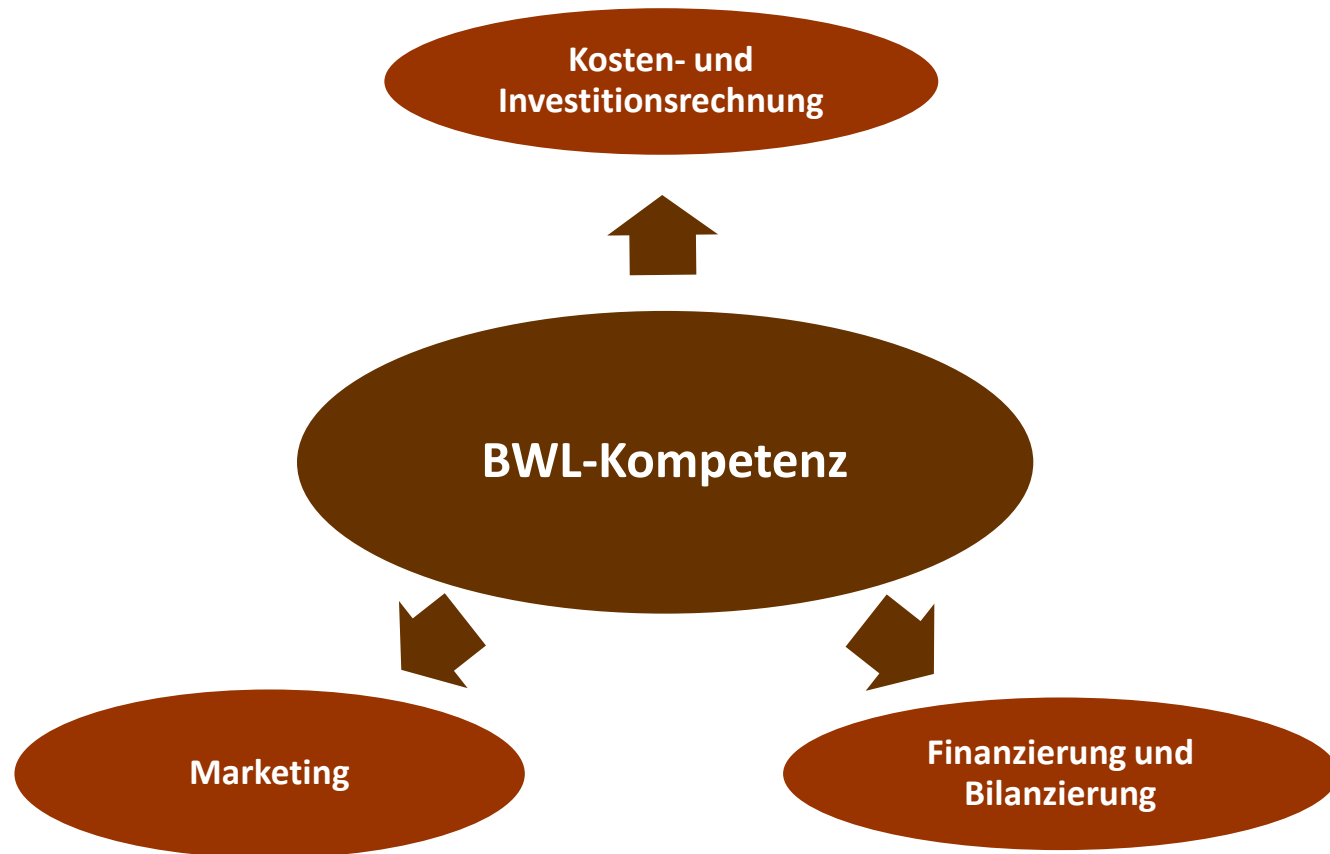 Kosten- und
Investitionsrechnung
BWL-Kompetenz
Marketing
Finanzierung und
Bilanzierung